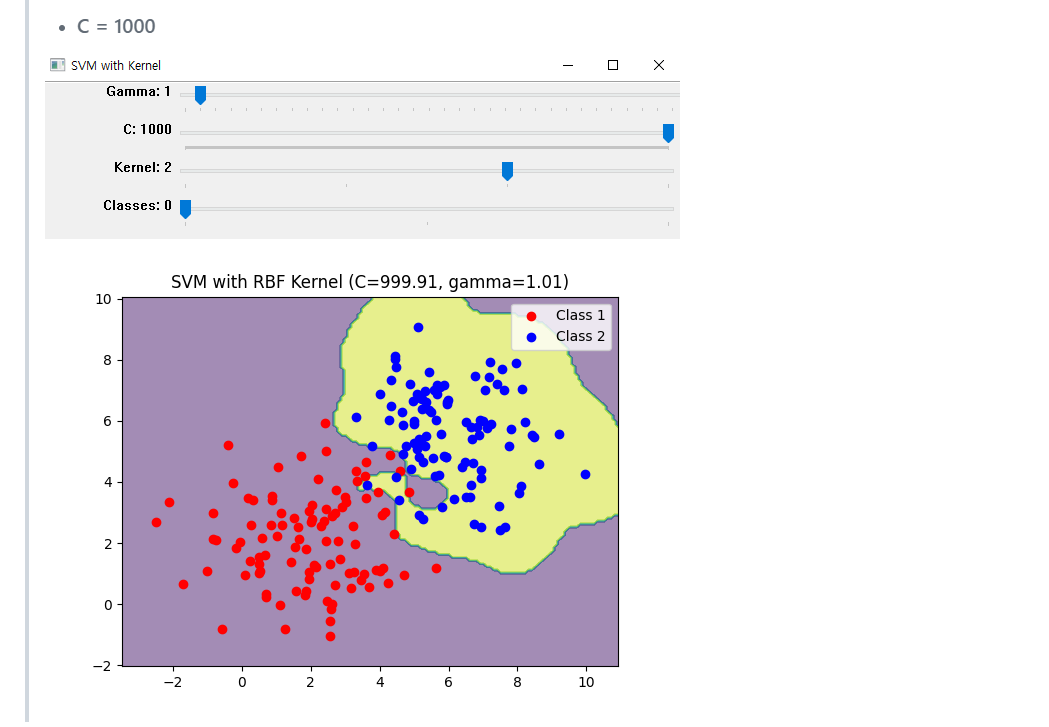 C = 1000
SVM with Kernel
Gamma: 1
C: 1000
Kernel: 2
Classes: 0
SVM with RBF Kernel (C=999.91, gamma=1.01)
Class 1
Class 2
10
8
6
4
2
0
−2
−2 0 2 4 6 8 10